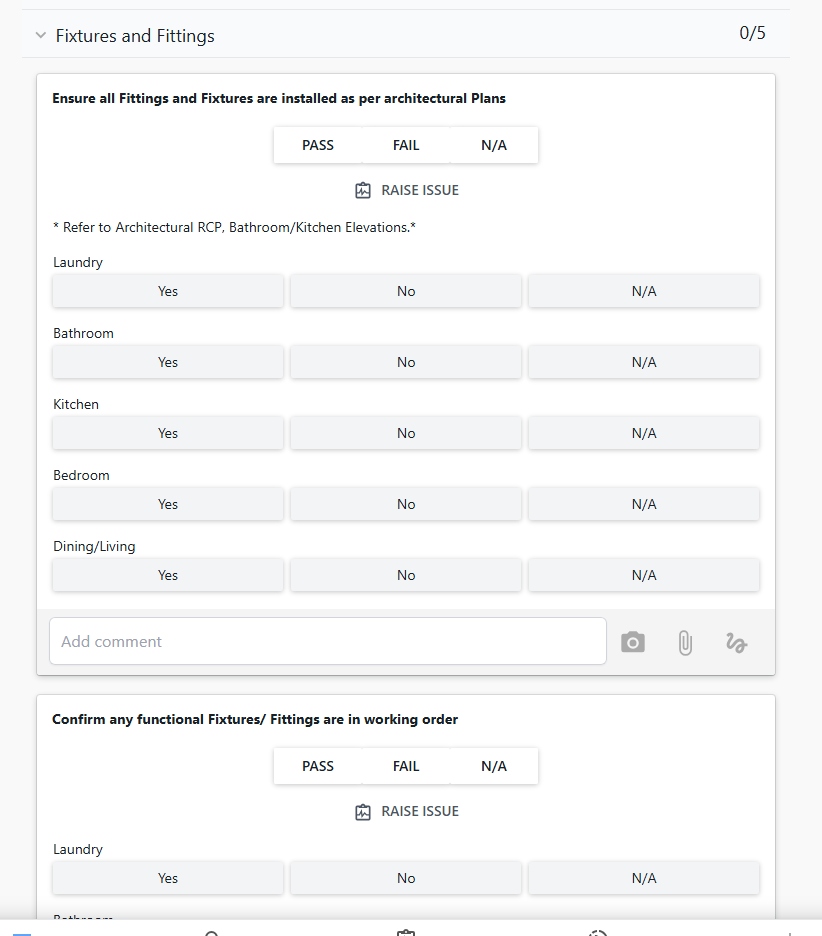 Fixtures and Fittings 0/5
Ensure all Fittings and Fixtures are installed as per architectural Plans
PASS FAIL N/A
RAISE ISSUE
* Refer to Architectural RCP, Bathroom/Kitchen Elevations.*
Laundry
Yes No N/A
Bathroom
Yes No N/A
Kitchen
Yes No N/A
Bedroom
Yes No N/A
Dining/Living
Yes No N/A
Add comment
Confirm any functional Fixtures/ Fittings are in working order
PASS FAIL N/A
RAISE ISSUE
Laundry
Yes No N/A